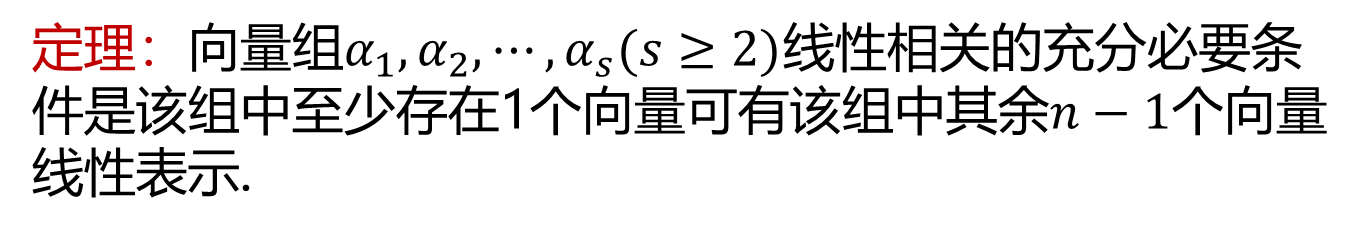 定理：向量组α₁, α₂, ⋯ , αₛ(s ≥ 2)线性相关的充分必要条
件是该组中至少存在1个向量可有该组中其余n − 1个向量
线性表示.